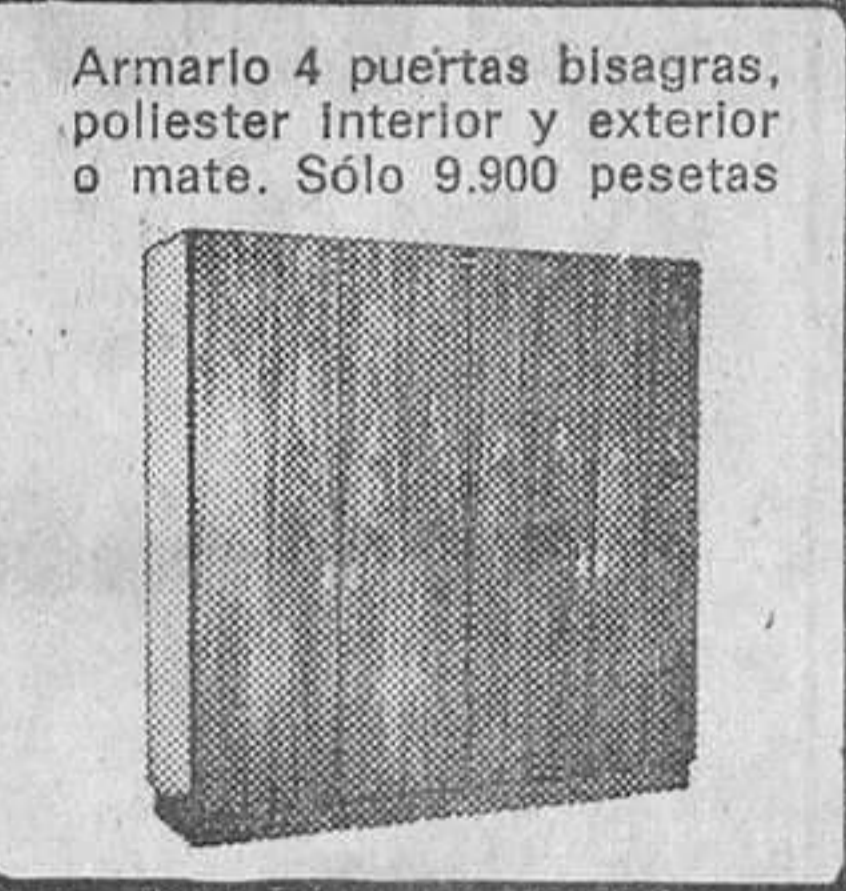 Armario 4 puertas bisagras,
poliester interior y exterior
o mate. Sólo 9.900 pesetas